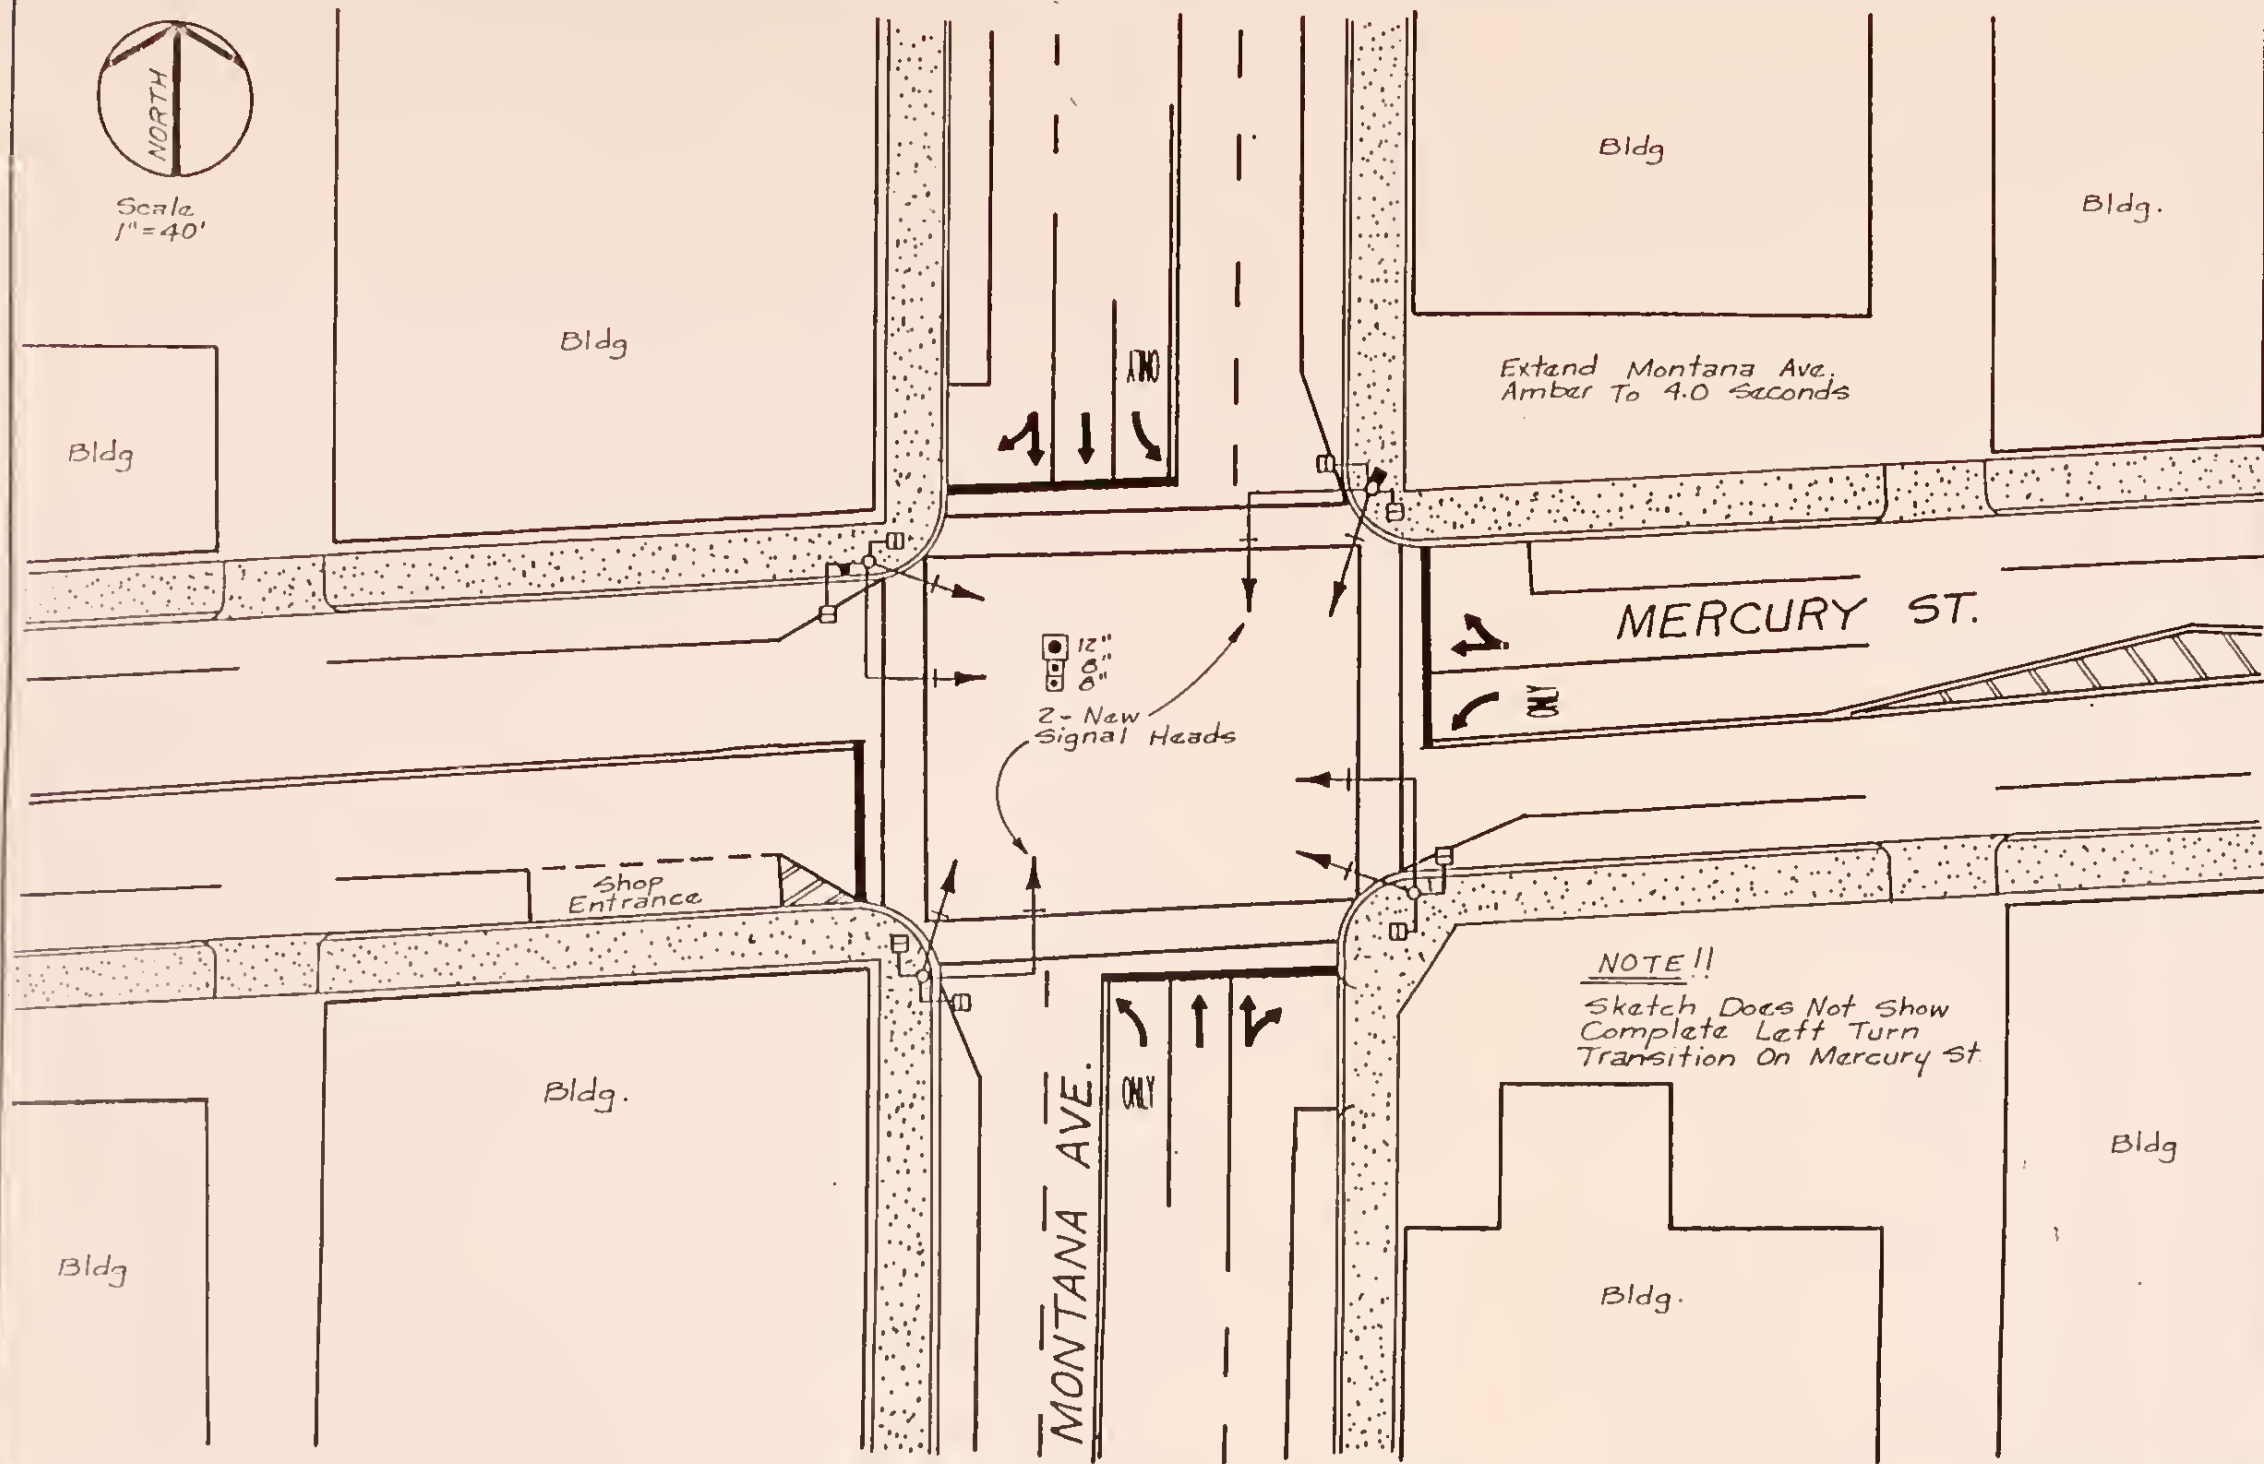 NORTH
Scale
1"=40'
Bldg
Bldg.
Bldg
Bldg
ONLY
Extend Montana Ave.
Amber To 4.0 Seconds
MERCURY ST.
12"
8"
8"
ONLY
2- New
Signal Heads
Shop
Entrance
NOTE!!
Sketch Does Not Show
Complete Left Turn
Transition On Mercury St.
Bldg.
ONLY
MONTANA AVE.
Bldg
Bldg
Bldg.